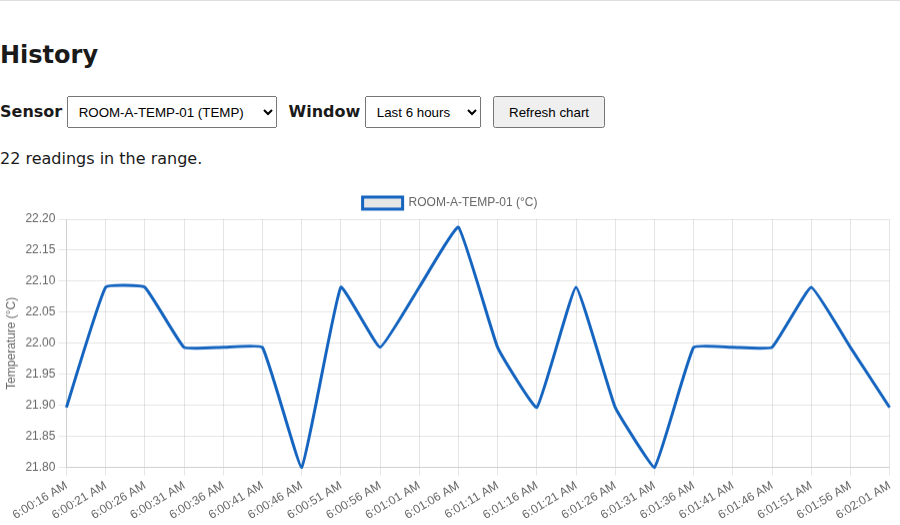 History
Sensor ROOM-A-TEMP-01 (TEMP) Window Last 6 hours Refresh chart
22 readings in the range.
ROOM-A-TEMP-01 (°C)
Temperature (°C)
22.20
22.15
22.10
22.05
22.00
21.95
21.90
21.85
21.80
6:00:16 AM 6:00:21 AM 6:00:26 AM 6:00:31 AM 6:00:36 AM 6:00:41 AM 6:00:46 AM 6:00:51 AM 6:00:56 AM 6:01:01 AM 6:01:06 AM 6:01:11 AM 6:01:16 AM 6:01:21 AM 6:01:26 AM 6:01:31 AM 6:01:36 AM 6:01:41 AM 6:01:46 AM 6:01:51 AM 6:01:56 AM 6:02:01 AM